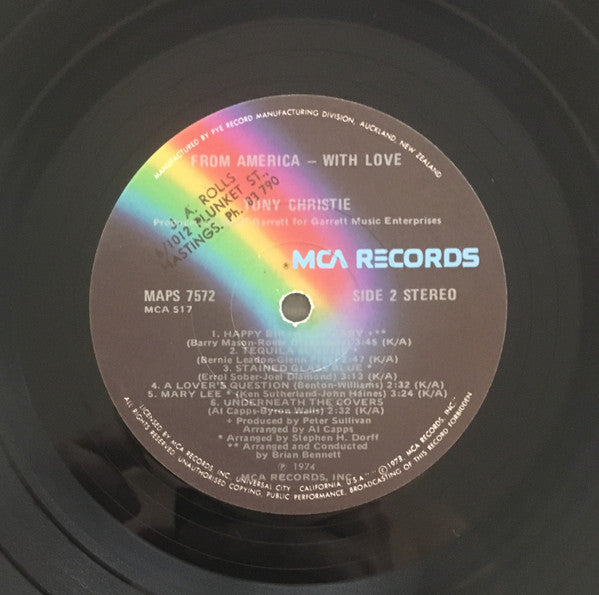 MANUFACTURED BY PYE RECORD MANUFACTURING DIVISION, AUCKLAND, NEW ZEALAND
FROM AMERICA – WITH LOVE
A. ROLLS
1012 PLUNKET ST.,
HASTINGS. Ph. 790
TONY CHRISTIE
Garrett for Garrett Music Enterprises
MCA RECORDS
MAPS 7572 SIDE 2 STEREO
MCA 517
1. HAPPY BABY +**
(Barry Mason- 3:45 (K/A)
2. TEQUILA
(Bernie Leadon-Glenn 2:47 (K/A)
3. STAINED GLASS BLUE *
(Errol Sober-Joel Diamond) 3:13 (K/A)
4. A LOVER'S QUESTION (Benton-Williams) 2:32 (K/A)
5. MARY LEE * (Ken Sutherland-John Haines) 3:24 (K/A)
6. UNDERNEATH THE COVERS
(Al Capps-Byron Walls) 2:32 (K/A)
+ Produced by Peter Sullivan
Arranged by Al Capps
* Arranged by Stephen H. Dorff
** Arranged and Conducted
by Brian Bennett
Ⓟ 1974
MCA RECORDS, INC.
LICENSED BY MCA RECORDS, INC. UNIVERSAL CITY CALIFORNIA, U.S.A. ©1973, MCA RECORDS, INC.
ALL RIGHTS RESERVED. UNAUTHORISED COPYING, PUBLIC PERFORMANCE, BROADCASTING OF THIS RECORD FORBIDDEN